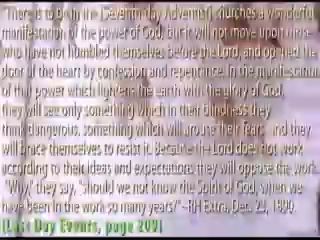 "There is to be in the [Seventh-day Adventist] churches a wonderful
manifestation of the power of God, but it will not move upon those
who have not humbled themselves before the Lord, and opened the
door of the heart by confession and repentance. In the manifestation
of that power which lightens the earth with the glory of God,
they will see only something which in their blindness they
think dangerous, something which will arouse their fears, and they
will brace themselves to resist it. Because the Lord does not work
according to their ideas and expectations they will oppose the work.
"Why," they say, "should we not know the Spirit of God, when we
have been in the work so many years?"--RH Extra, Dec. 23, 1890.
(Last Day Events, page 209)